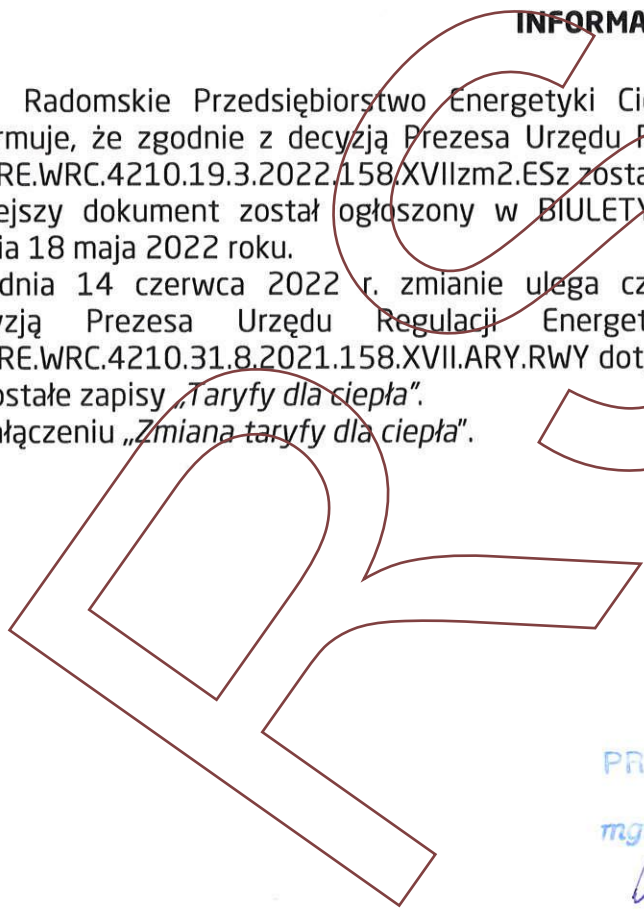 INFORMA
Radomskie Przedsiębiorstwo Energetyki Ci
rmuje, że zgodnie z decyzją Prezesa Urzędu R
RE.WRC.4210.19.3.2022.158.XVIIzm2.ESz zosta
ejszy dokument został ogłoszony w BIULETY
ia 18 maja 2022 roku.
dnia 14 czerwca 2022 r. zmianie ulega cz
yzją Prezesa Urzędu Regulacji Energet
RE.WRC.4210.31.8.2021.158.XVII.ARY.RWY dot
ostałe zapisy „Taryfy dla ciepła”.
ałączeniu „Zmiana taryfy dla ciepła”.
PR
mg